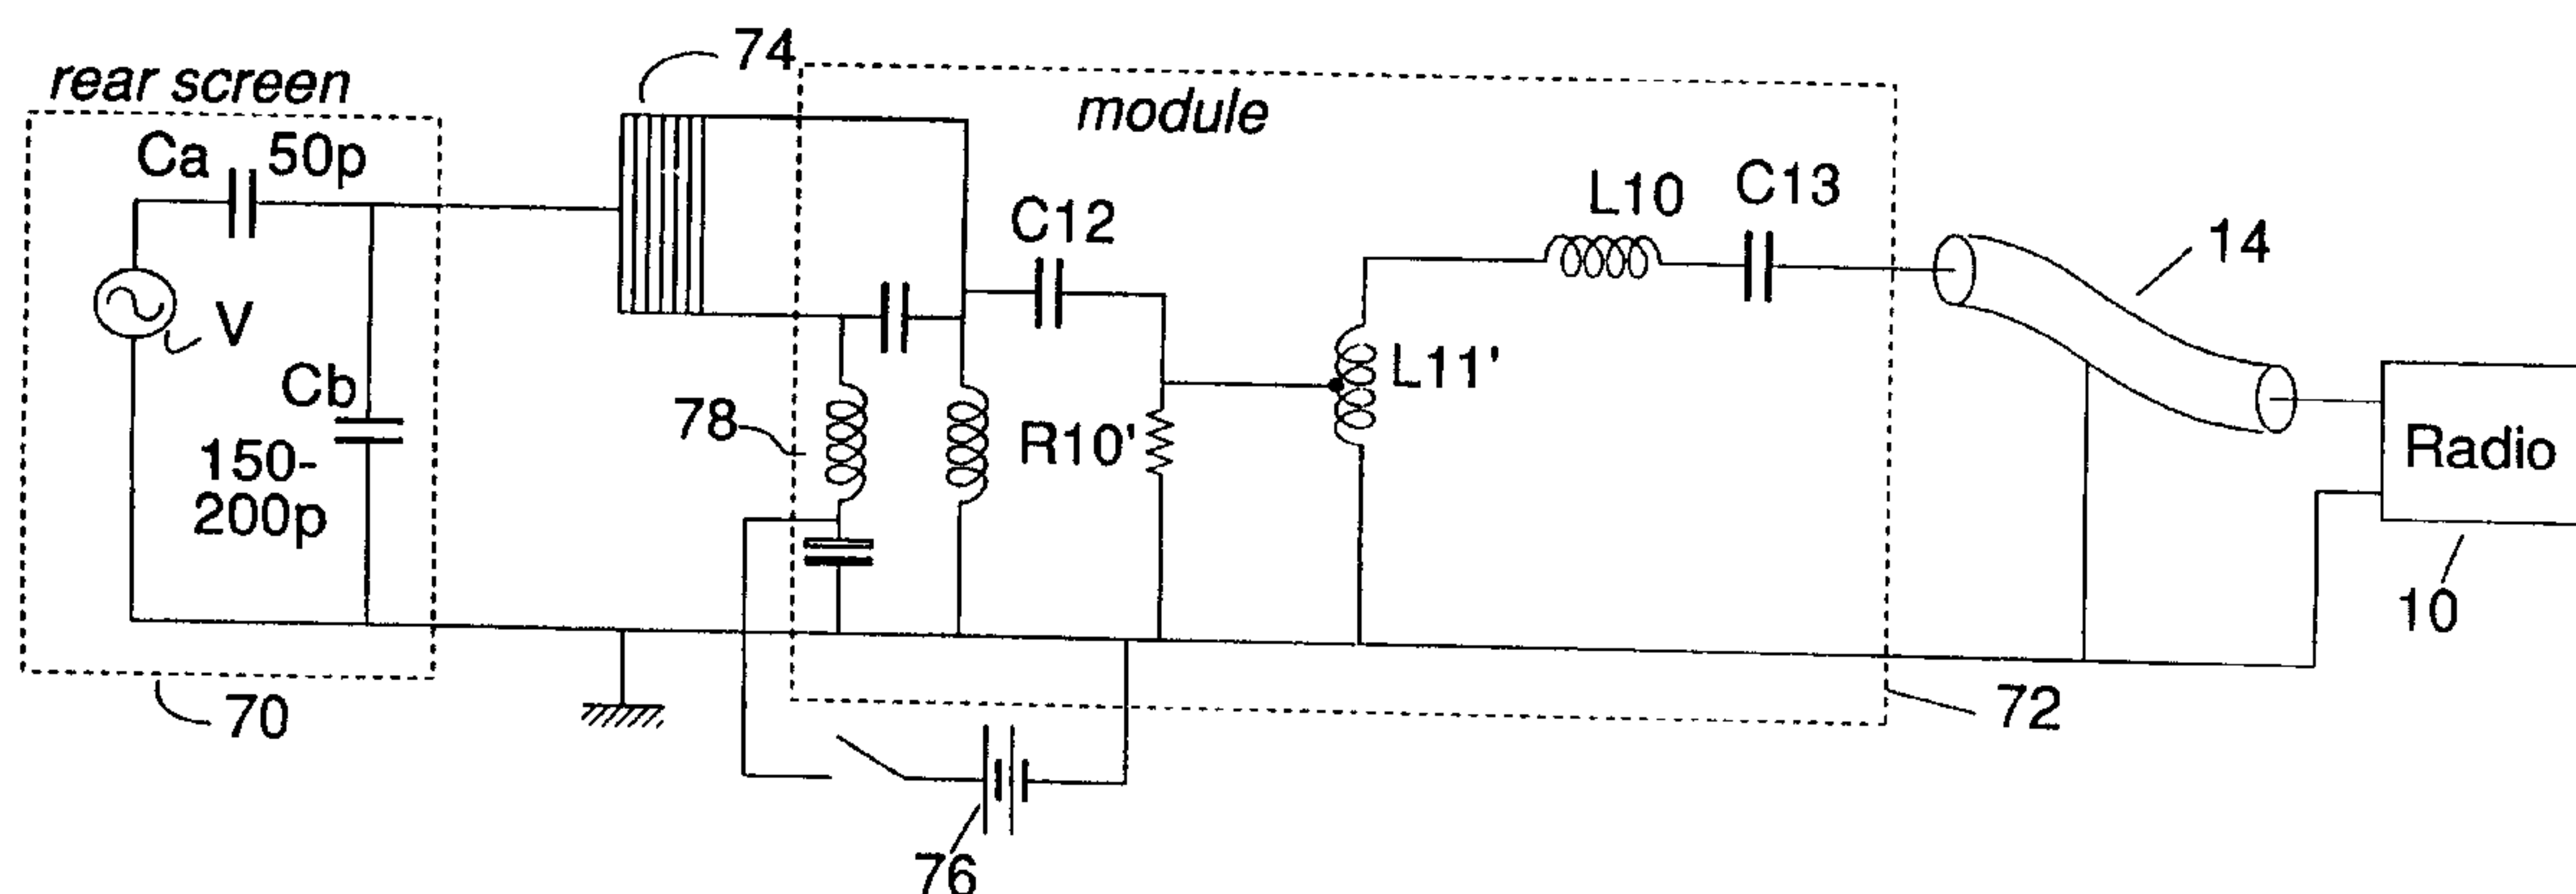 74
rear screen
module
Ca 50p
L10
C13
C12
14
V
Cb
L11'
78
R10'
150-
200p
Radio
10
70
72
76